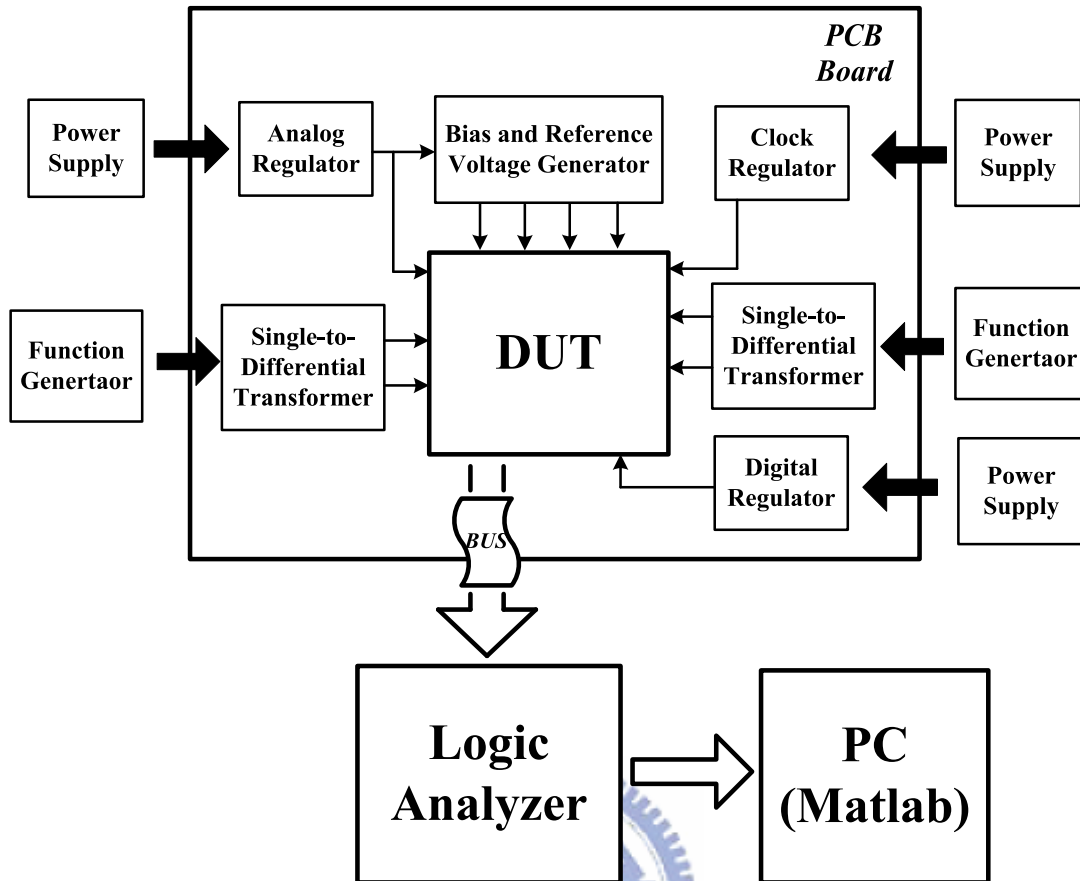 PCB
Board
Power
Supply
Analog
Regulator
Bias and Reference
Voltage Generator
Clock
Regulator
Power
Supply
Function
Genertaor
Single-to-
Differential
Transformer
DUT
Single-to-
Differential
Transformer
Function
Genertaor
Digital
Regulator
Power
Supply
BUS
Logic
Analyzer
PC
(Matlab)